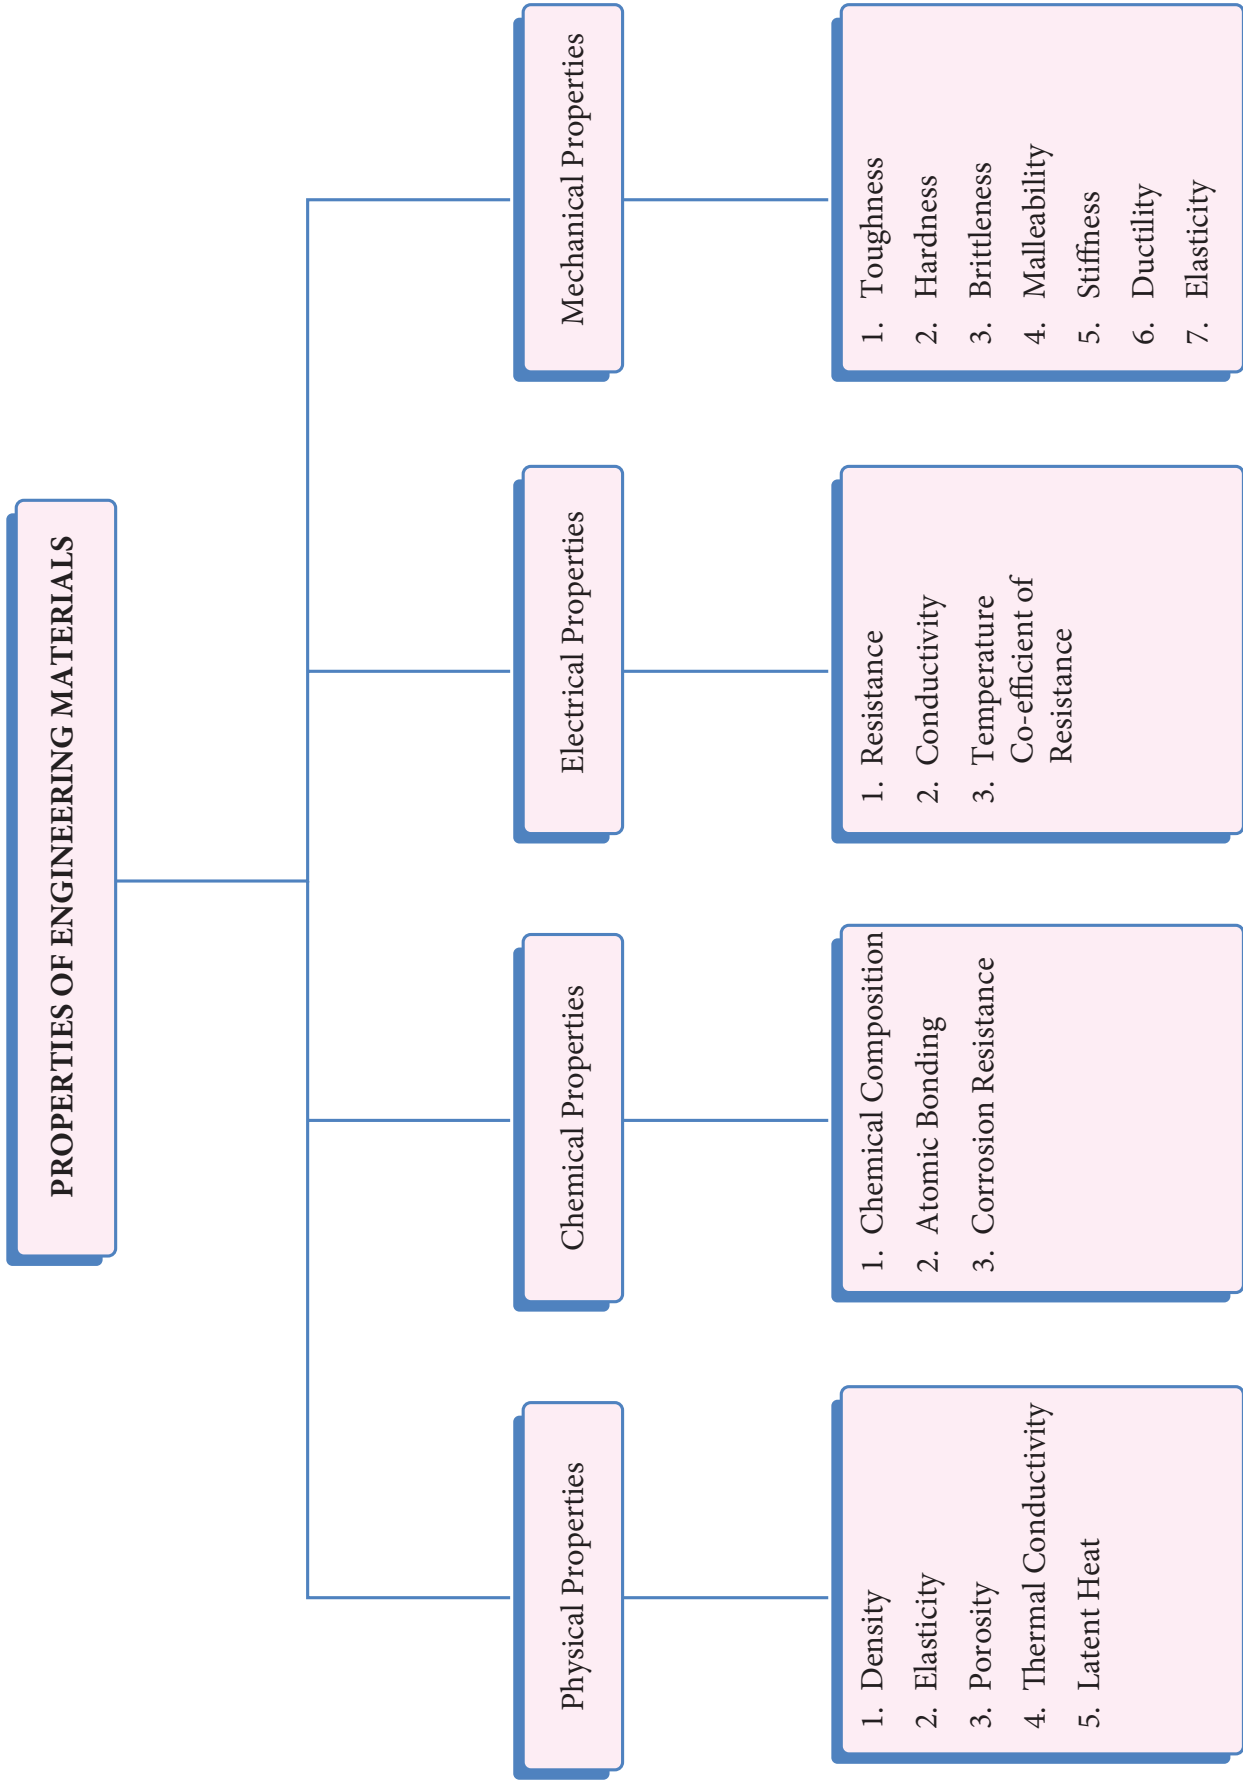 PROPERTIES OF ENGINEERING MATERIALS
Physical Properties
Chemical Properties
Electrical Properties
Mechanical Properties
1. Density
2. Elasticity
3. Porosity
4. Thermal Conductivity
5. Latent Heat
1. Chemical Composition
2. Atomic Bonding
3. Corrosion Resistance
1. Resistance
2. Conductivity
3. Temperature
Co-efficient of
Resistance
1. Toughness
2. Hardness
3. Brittleness
4. Malleability
5. Stiffness
6. Ductility
7. Elasticity